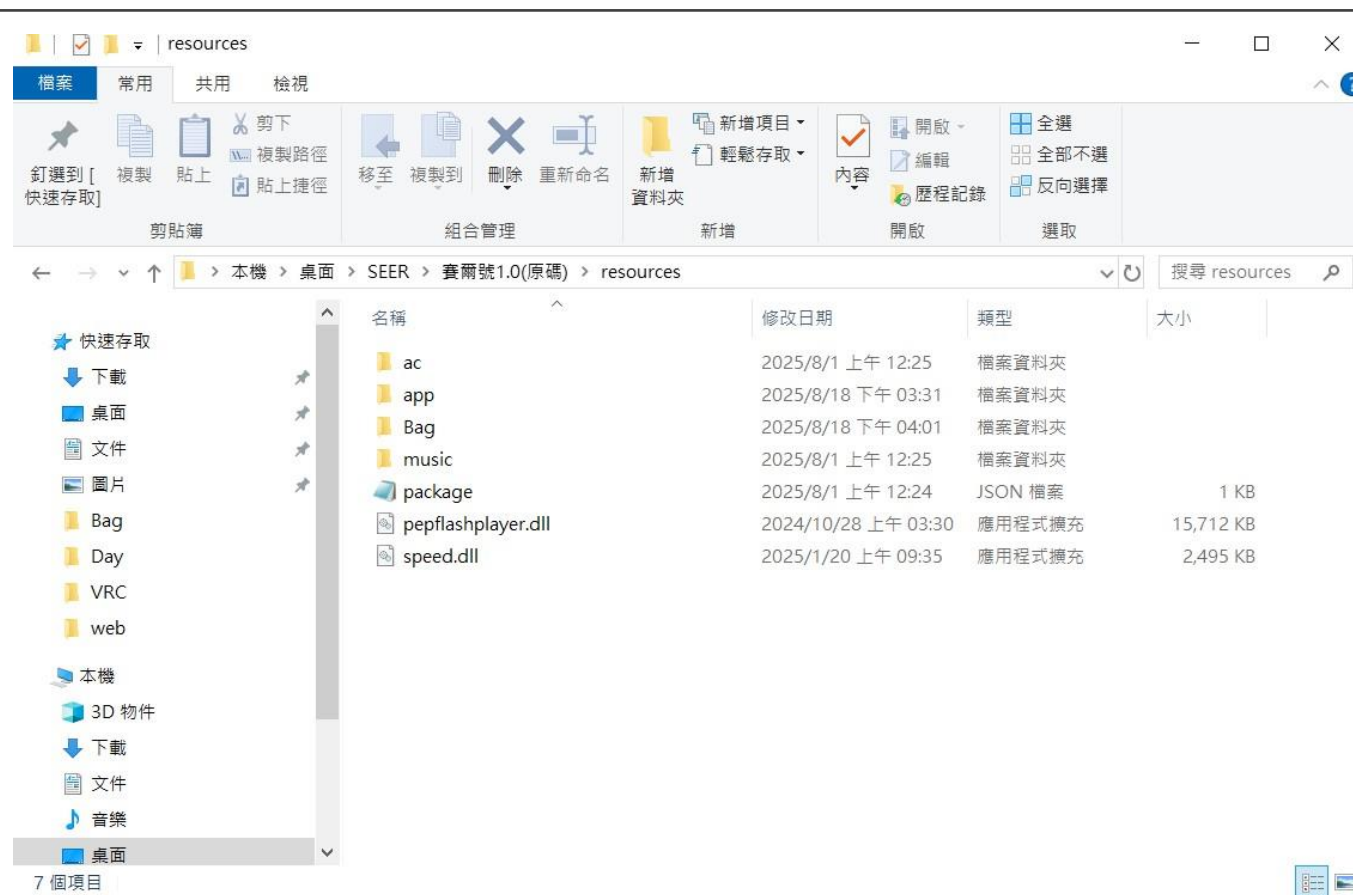 resources
檔案 常用 共用 檢視
釘選到 [快速存取]
複製
貼上
剪下
複製路徑
貼上捷徑
剪貼簿
移至
複製到
刪除
重新命名
組合管理
新增資料夾
新增項目
輕鬆存取
新增
內容
開啟
編輯
歷程記錄
開啟
全選
全部不選
反向選擇
選取
本機 > 桌面 > SEER > 賽爾號1.0(原碼) > resources
搜尋 resources
快速存取
下載
桌面
文件
圖片
Bag
Day
VRC
web
本機
3D 物件
下載
文件
音樂
桌面
名稱 修改日期 類型 大小
ac 2025/8/1 上午 12:25 檔案資料夾
app 2025/8/18 下午 03:31 檔案資料夾
Bag 2025/8/18 下午 04:01 檔案資料夾
music 2025/8/1 上午 12:25 檔案資料夾
package 2025/8/1 上午 12:24 JSON 檔案 1 KB
pepflashplayer.dll 2024/10/28 上午 03:30 應用程式擴充 15,712 KB
speed.dll 2025/1/20 上午 09:35 應用程式擴充 2,495 KB
7 個項目